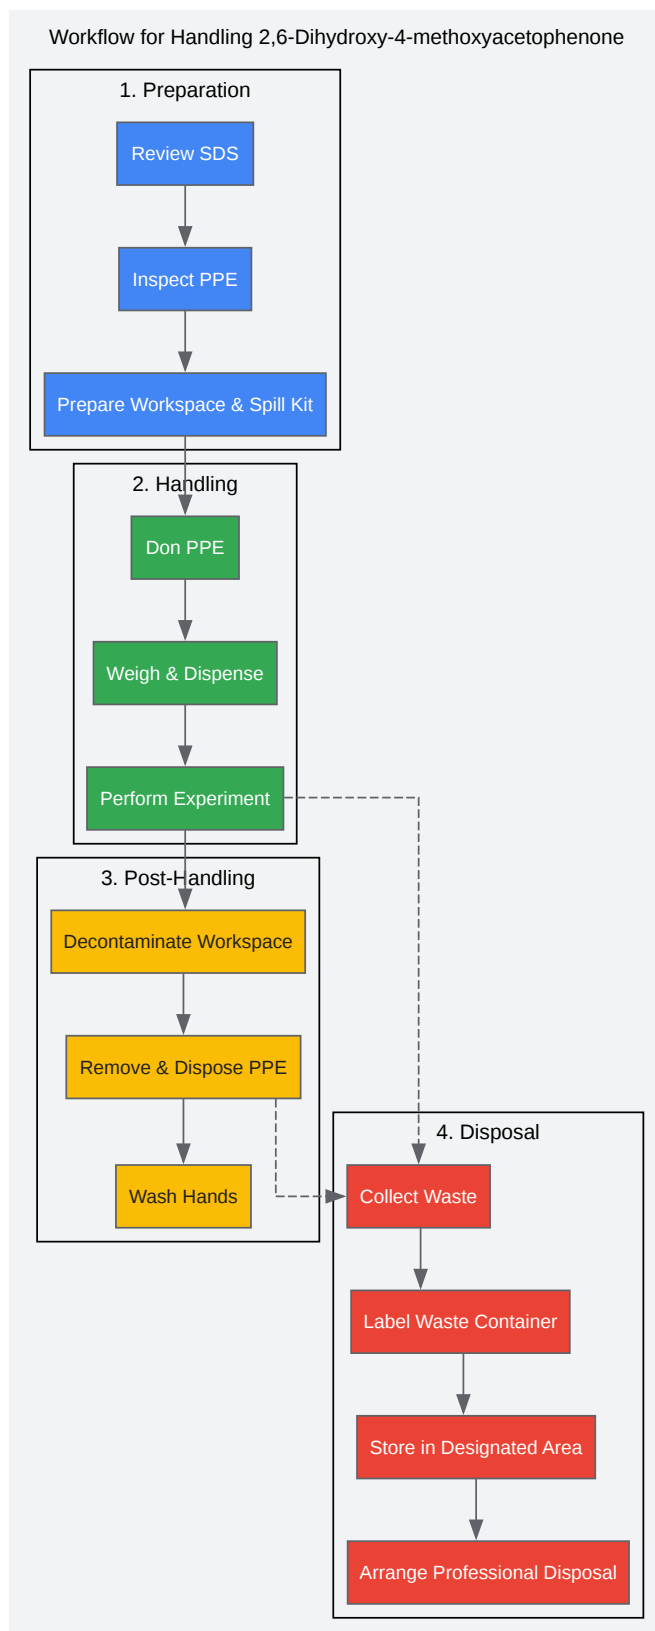 Workflow for Handling 2,6-Dihydroxy-4-methoxyacetophenone
1. Preparation
Review SDS
Inspect PPE
Prepare Workspace & Spill Kit
2. Handling
Don PPE
Weigh & Dispense
Perform Experiment
3. Post-Handling
Decontaminate Workspace
Remove & Dispose PPE
Wash Hands
4. Disposal
Collect Waste
Label Waste Container
Store in Designated Area
Arrange Professional Disposal